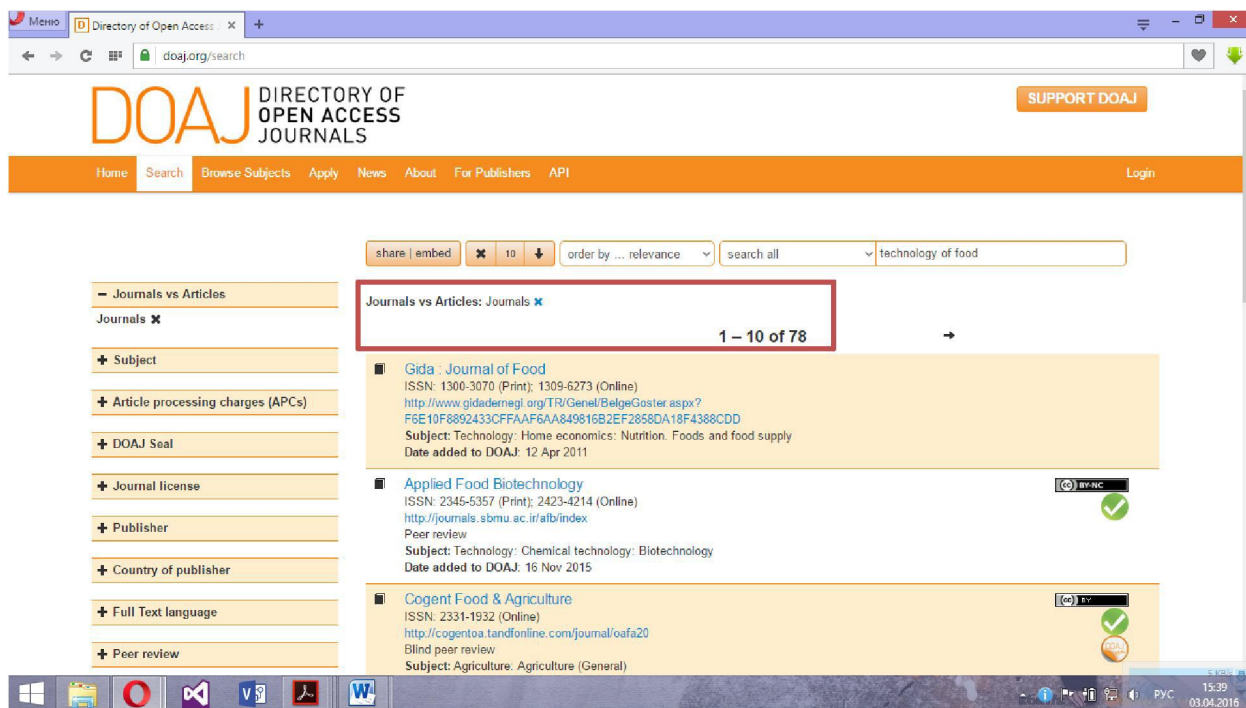 Меню
Directory of Open Access
doaj.org/search
DOAJ
DIRECTORY OF
OPEN ACCESS
JOURNALS
SUPPORT DOAJ
Home Search Browse Subjects Apply News About For Publishers API Login
share | embed 10 order by ... relevance search all technology of food
Journals vs Articles
Journals
Subject
Article processing charges (APCs)
DOAJ Seal
Journal license
Publisher
Country of publisher
Full Text language
Peer review
Journals vs Articles: Journals
1 – 10 of 78
Gida : Journal of Food
ISSN: 1300-3070 (Print); 1309-6273 (Online)
http://www.gidadernegi.org/TR/Genel/BelgeGoster.aspx?
F6E10F8892433CFFAAF6AA849816B2EF2858DA18F4388CDD
Subject: Technology: Home economics: Nutrition. Foods and food supply
Date added to DOAJ: 12 Apr 2011
Applied Food Biotechnology
ISSN: 2345-5357 (Print); 2423-4214 (Online)
http://journals.sbmu.ac.ir/afb/index
Peer review
Subject: Technology: Chemical technology: Biotechnology
Date added to DOAJ: 16 Nov 2015
cc BY-NC
Cogent Food & Agriculture
ISSN: 2331-1932 (Online)
http://cogentoa.tandfonline.com/journal/oafa20
Blind peer review
Subject: Agriculture: Agriculture (General)
cc BY
DOAJ
РУС
15:39
03.04.2016